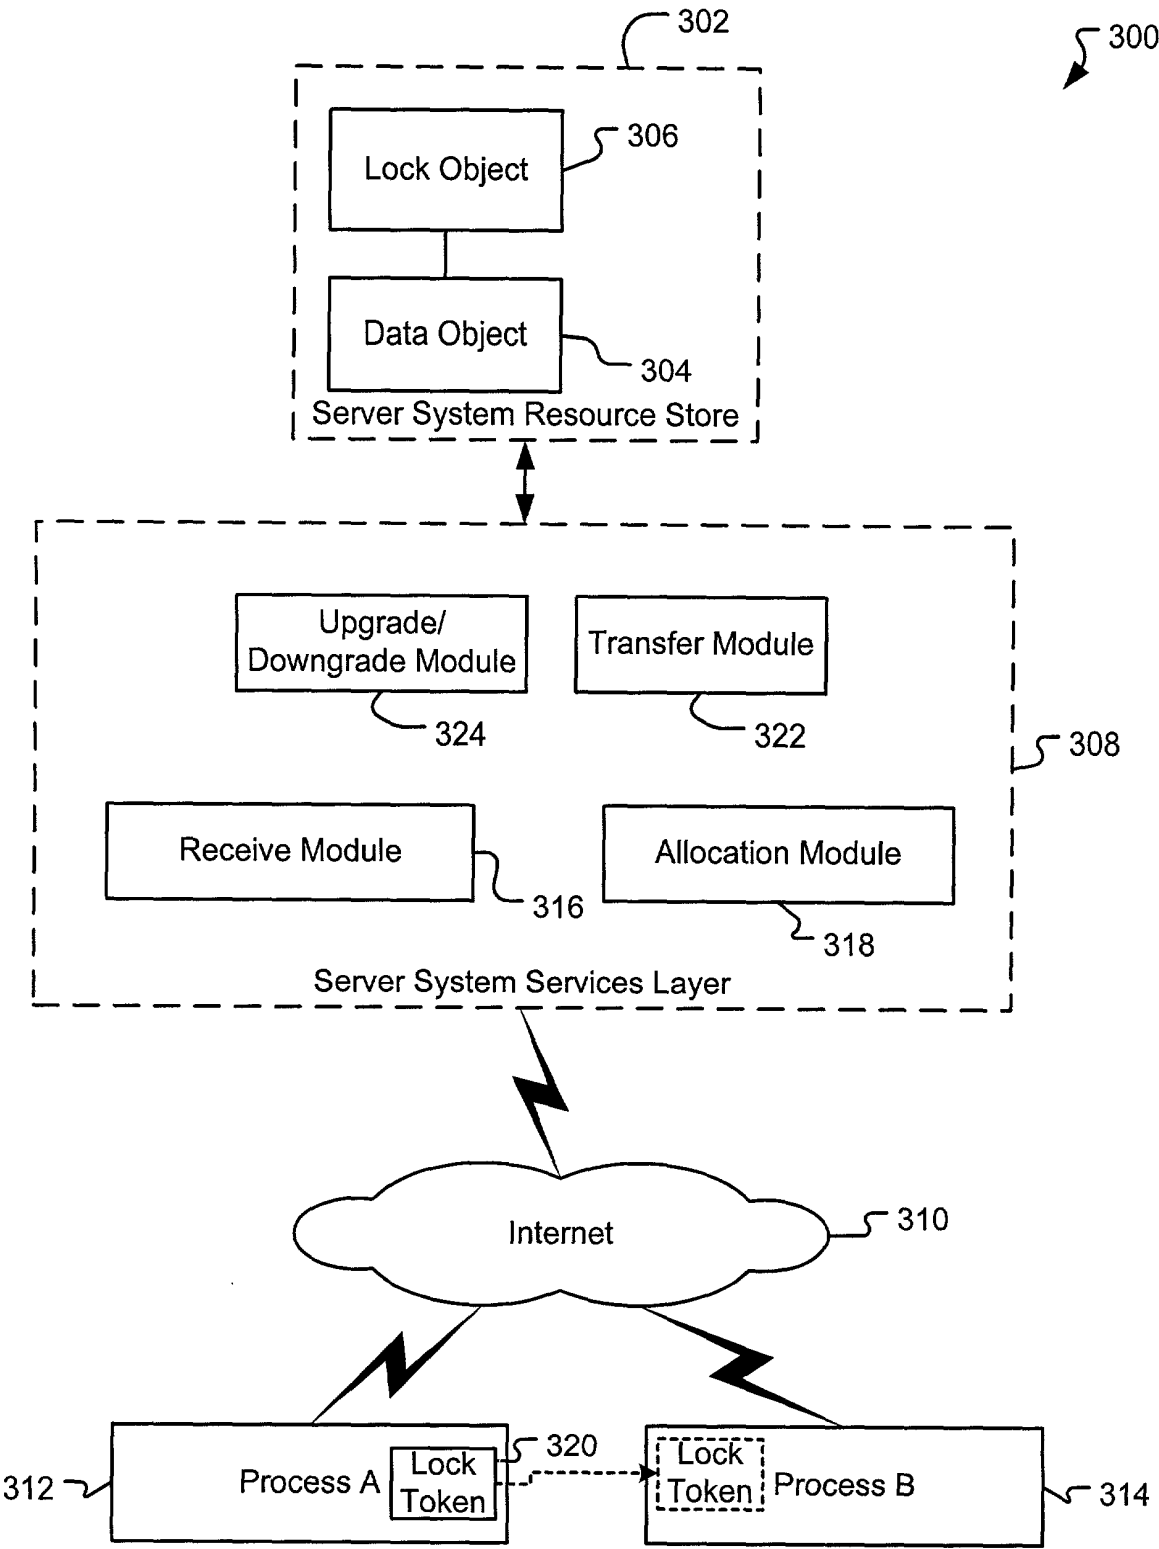 302
300
306
Lock Object
Data Object
304
Server System Resource Store
Upgrade/
Downgrade Module
Transfer Module
324
322
308
Receive Module
Allocation Module
316
318
Server System Services Layer
Internet
310
320
Lock
Token
Process A
312
Lock
Token
Process B
314